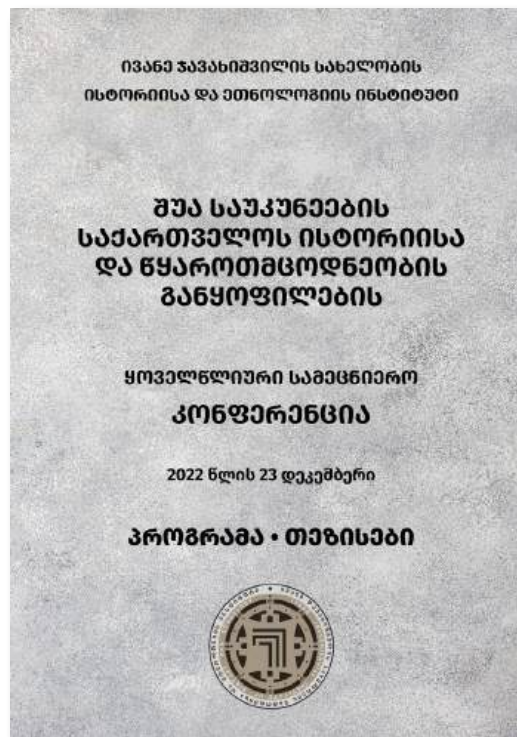 ივანე ჯავახიშვილის სახელობის
ისტორიისა და ეთნოლოგიის ინსტიტუტი
შუა საუკუნეების
საქართველოს ისტორიისა
და წყაროთმცოდნეობის
განყოფილების
ყოველწლიური სამეცნიერო
კონფერენცია
2022 წლის 23 დეკემბერი
პროგრამა • თეზისები